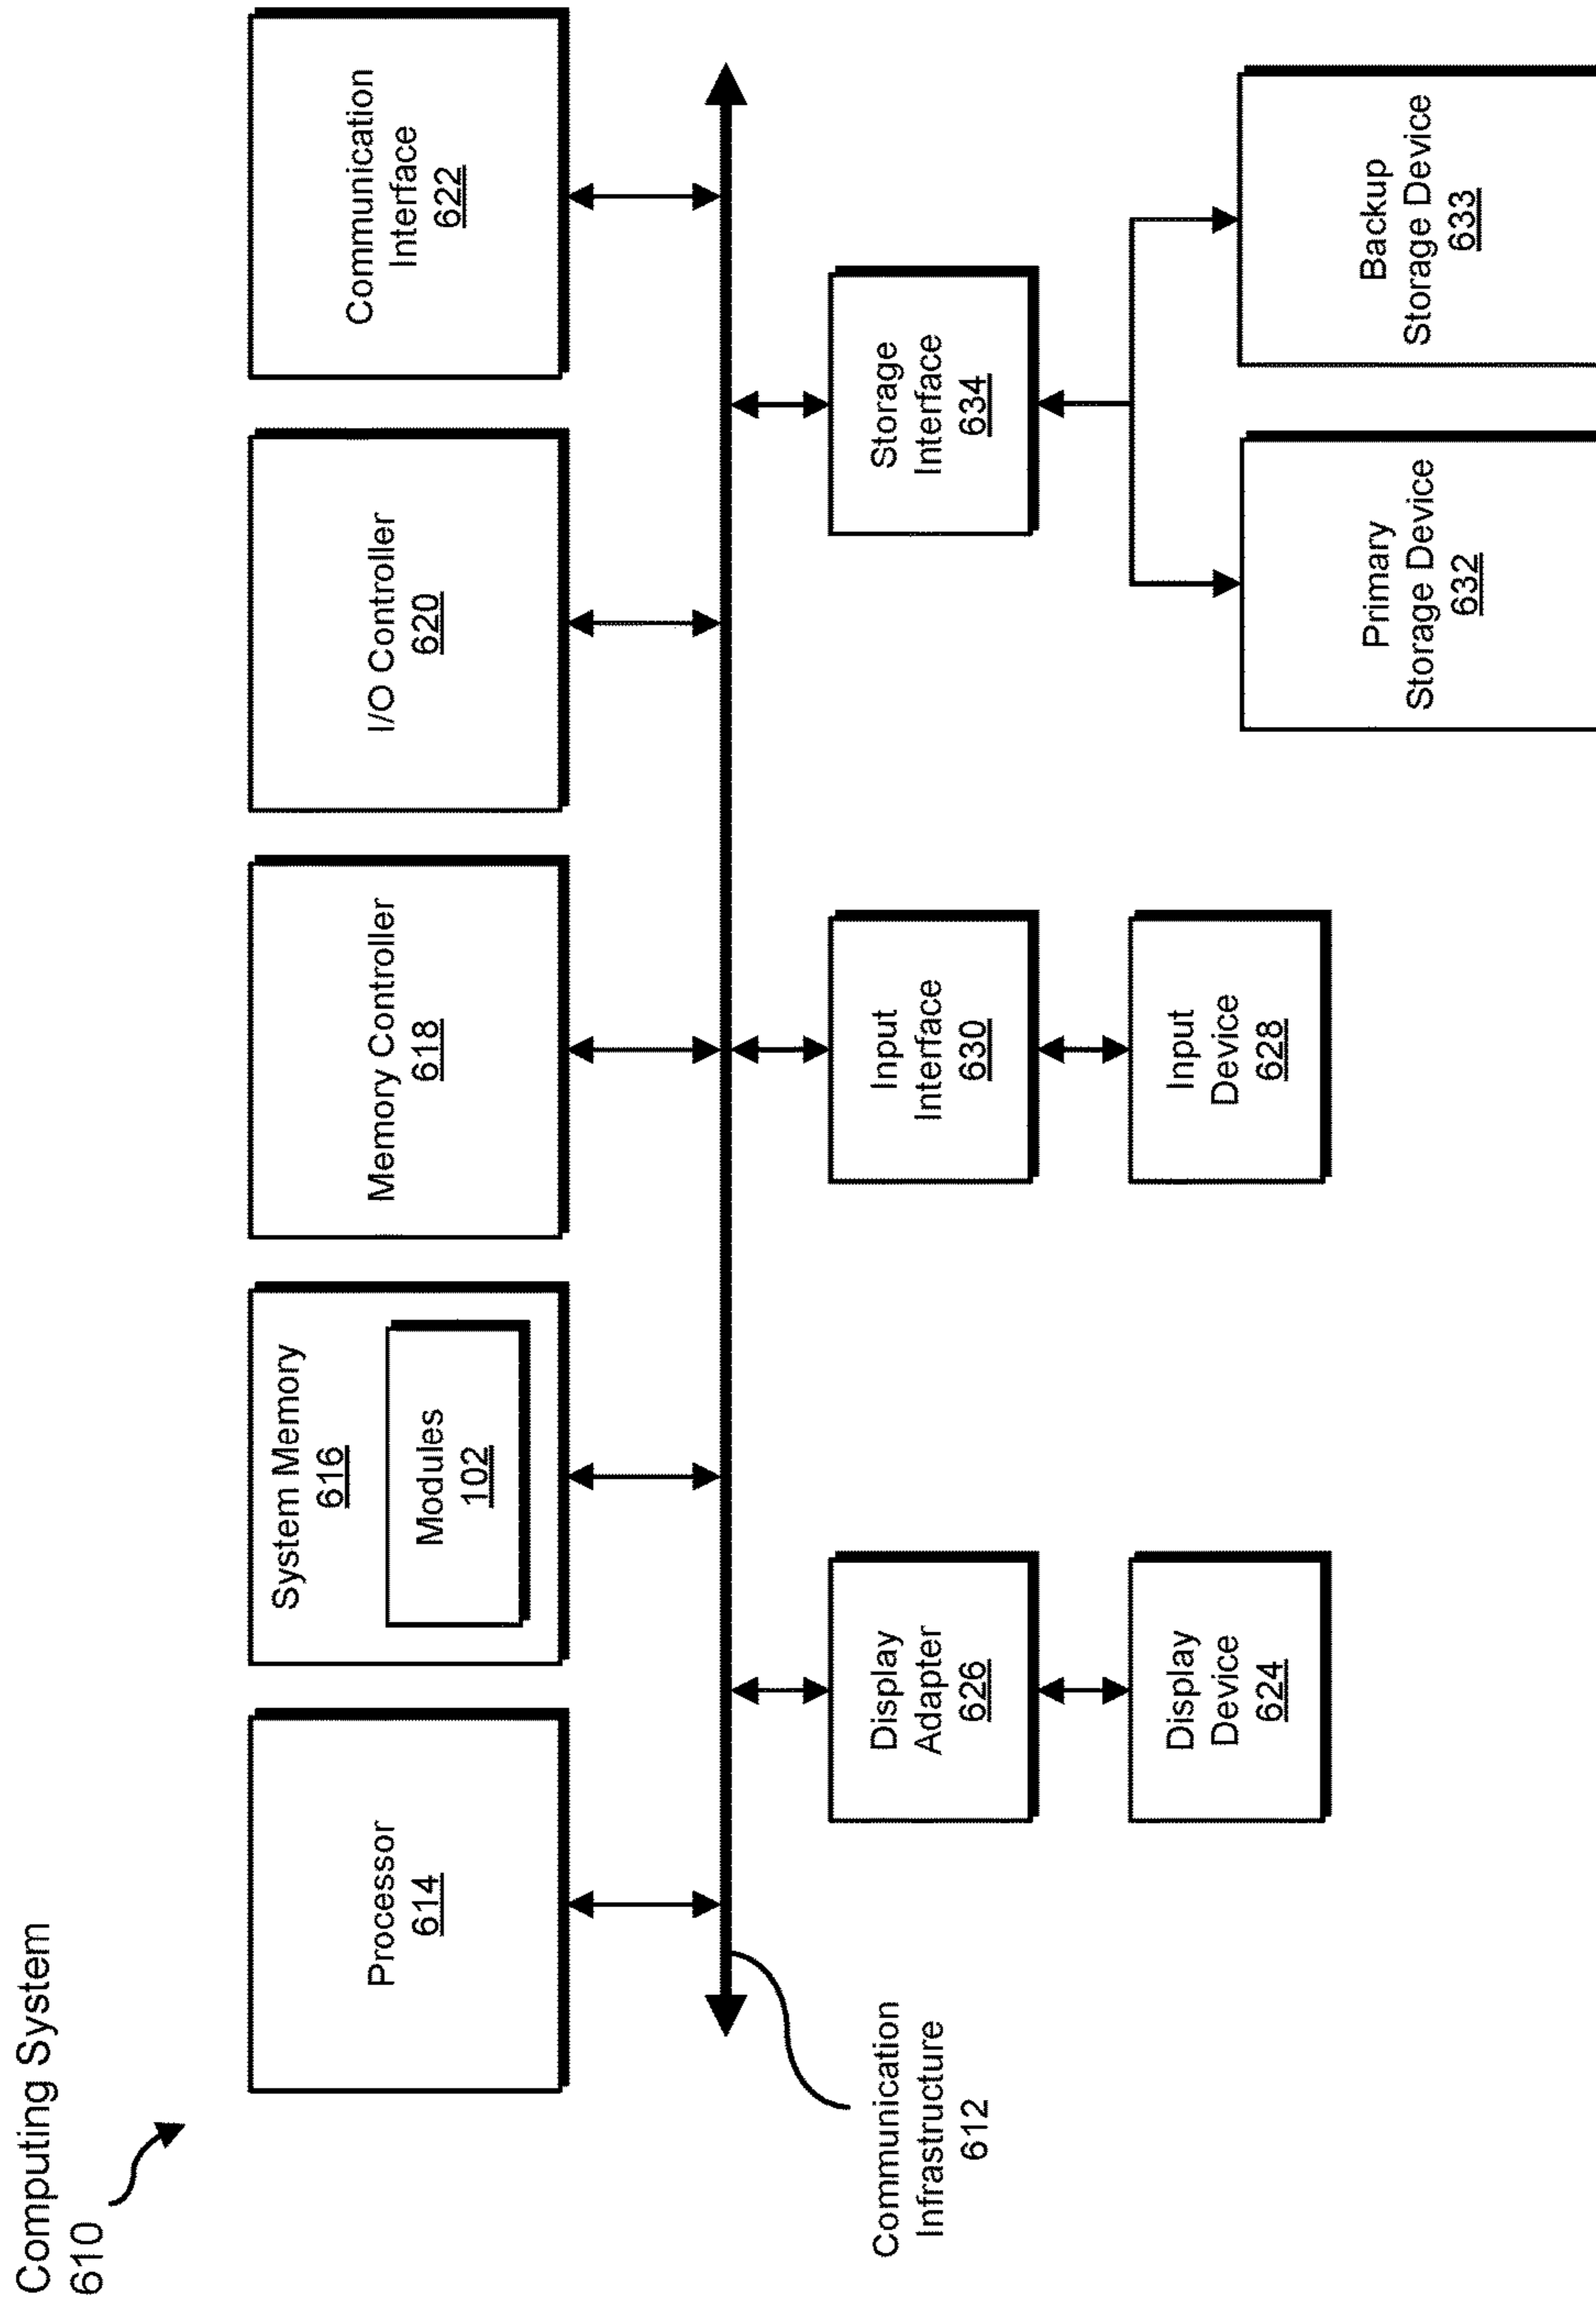 Computing System
610
Processor
614
System Memory
616
Modules
102
Memory Controller
618
I/O Controller
620
Communication
Interface
622
Communication
Infrastructure
612
Display
Adapter
626
Input
Interface
630
Storage
Interface
634
Display
Device
624
Input
Device
628
Primary
Storage Device
632
Backup
Storage Device
633